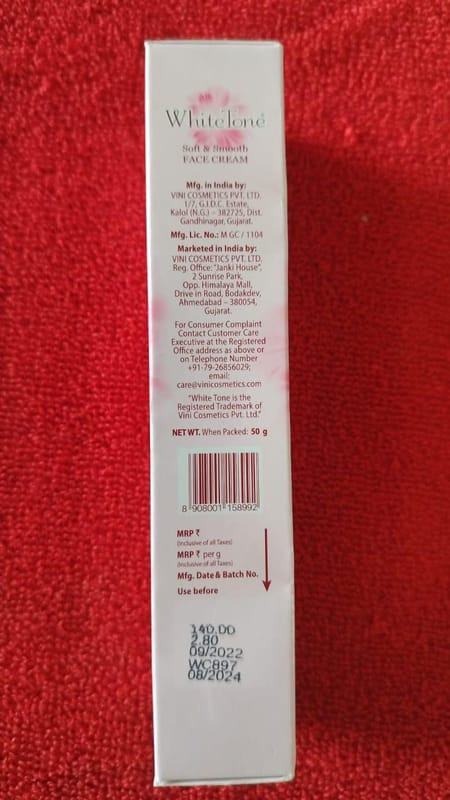 WhiteTone
Soft & Smooth
FACE CREAM
Mfg. in India by:
VINI COSMETICS PVT. LTD.
1/7, G.I.D.C. Estate,
Kalol (N.G.) – 382725, Dist.
Gandhinagar, Gujarat.
Mfg. Lic. No.: M GC / 1104
Marketed in India by:
VINI COSMETICS PVT. LTD.
Reg. Office: "Janki House",
2 Sunrise Park,
Opp. Himalaya Mall,
Drive in Road, Bodakdev,
Ahmedabad – 380054,
Gujarat.
For Consumer Complaint
Contact Customer Care
Executive at the Registered
Office address as above or
on Telephone Number
+91-79-26856029;
email:
care@vinicosmetics.com
"White Tone is the
Registered Trademark of
Vini Cosmetics Pvt. Ltd."
NET WT. When Packed: 50 g
8 908001 158992
MRP ₹
(Inclusive of all Taxes)
MRP ₹ per g
(Inclusive of all Taxes)
Mfg. Date & Batch No.
Use before
140.00
2.80
09/2022
WC897
08/2024